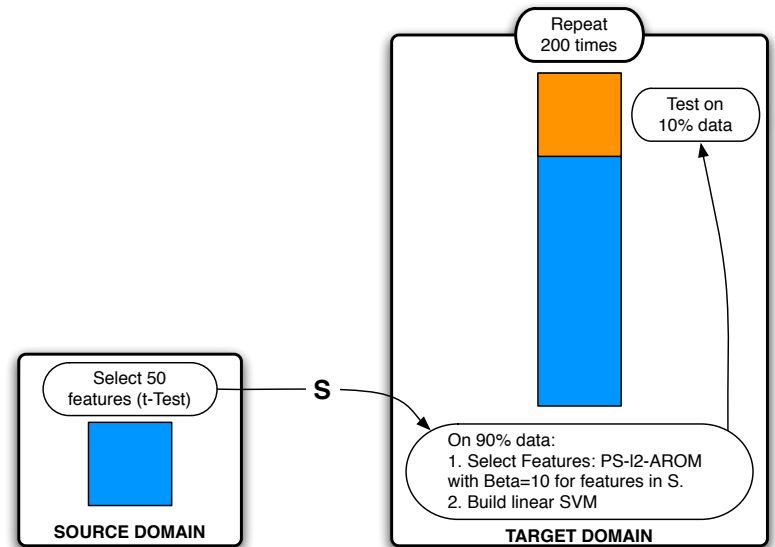 Repeat
200 times
Test on
10% data
Select 50
features (t-Test)
S
On 90% data:
1. Select Features: PS-l2-AROM
with Beta=10 for features in S.
2. Build linear SVM
SOURCE DOMAIN
TARGET DOMAIN